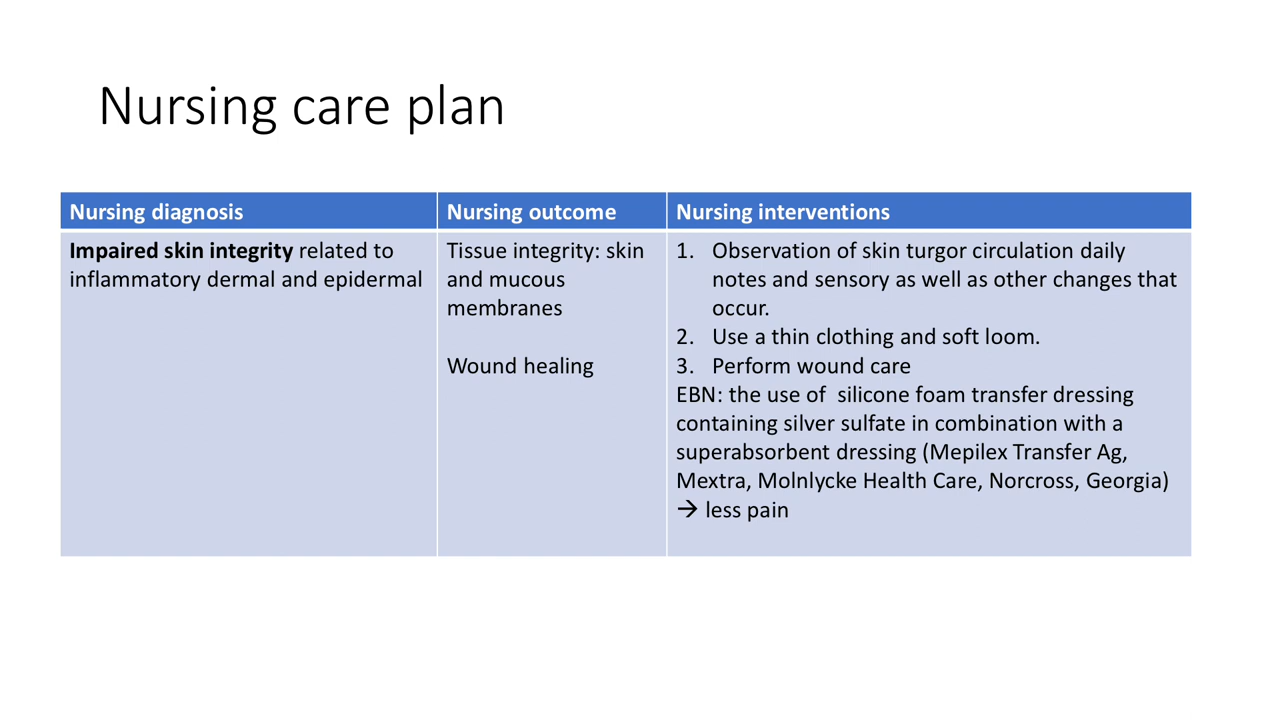 Nursing care plan
Nursing diagnosis
Nursing outcome
Nursing interventions
Impaired skin integrity related to
inflammatory dermal and epidermal
Tissue integrity: skin
and mucous
membranes
Wound healing
1. Observation of skin turgor circulation daily
notes and sensory as well as other changes that
occur.
2. Use a thin clothing and soft loom.
3. Perform wound care
EBN: the use of  silicone foam transfer dressing
containing silver sulfate in combination with a
superabsorbent dressing (Mepilex Transfer Ag,
Mextra, Molnlycke Health Care, Norcross, Georgia)
→ less pain